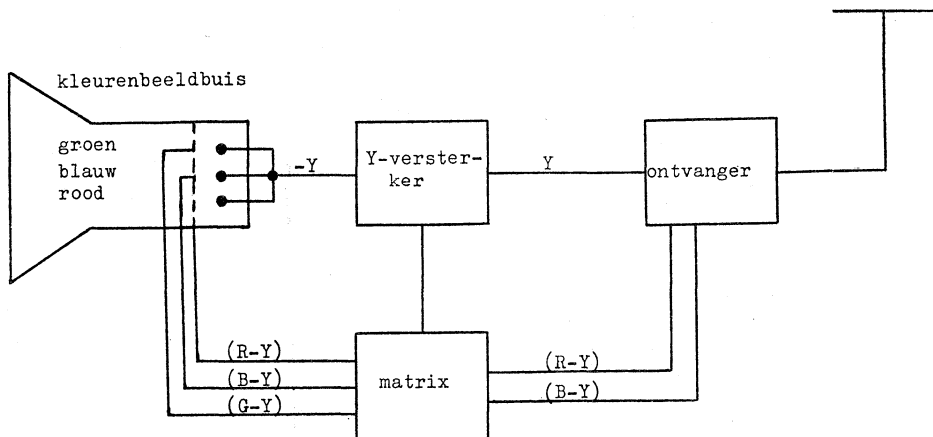 kleurenbeeldbuis
groen
blauw
rood
-Y
Y-verster-
ker
Y
ontvanger
(R-Y)
(B-Y)
(G-Y)
matrix
(R-Y)
(B-Y)